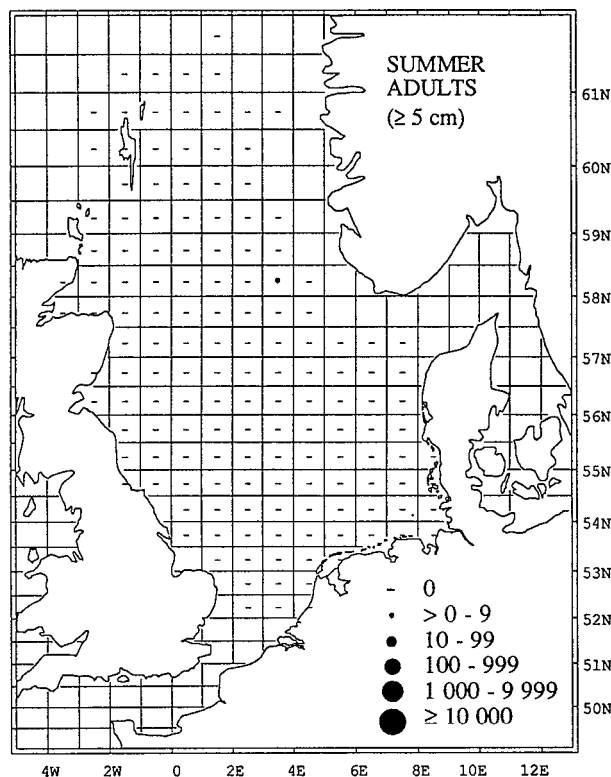 SUMMER
ADULTS
(≥ 5 cm)
61N
60N
59N
58N
57N
56N
55N
54N
53N
52N
51N
50N
- 0
> 0 - 9
10 - 99
100 - 999
1 000 - 9 999
≥ 10 000
4W 2W 0 2E 4E 6E 8E 10E 12E